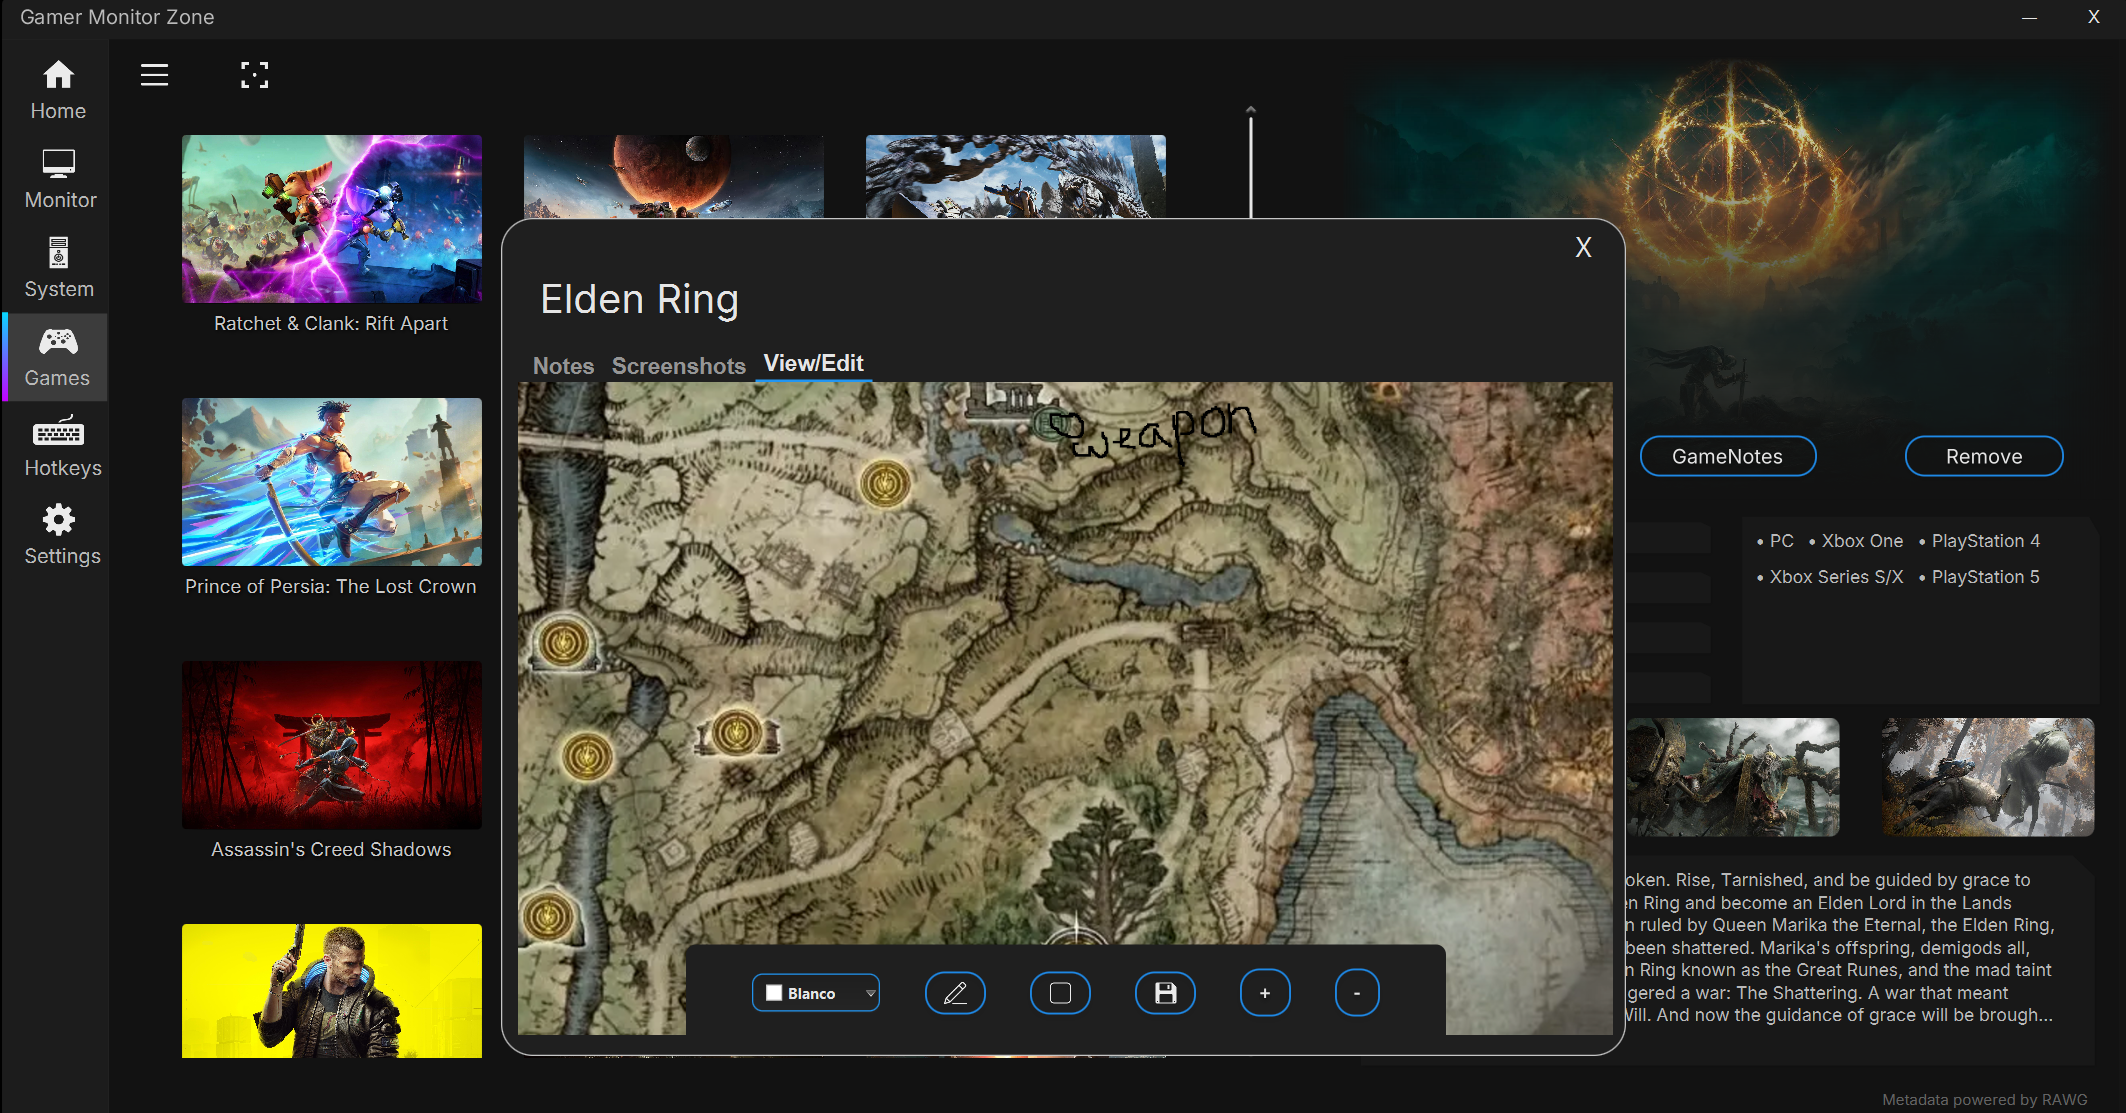 Gamer Monitor Zone
X
Home
Monitor
System
Games
Hotkeys
Settings
Ratchet & Clank: Rift Apart
Prince of Persia: The Lost Crown
Assassin's Creed Shadows
X
Elden Ring
Notes Screenshots View/Edit
weapon
Blanco
+ -
GameNotes Remove
• PC • Xbox One • PlayStation 4
• Xbox Series S/X • PlayStation 5
oken. Rise, Tarnished, and be guided by grace to
n Ring and become an Elden Lord in the Lands
n ruled by Queen Marika the Eternal, the Elden Ring,
been shattered. Marika's offspring, demigods all,
n Ring known as the Great Runes, and the mad taint
gered a war: The Shattering. A war that meant
Will. And now the guidance of grace will be brough...
Metadata powered by RAWG